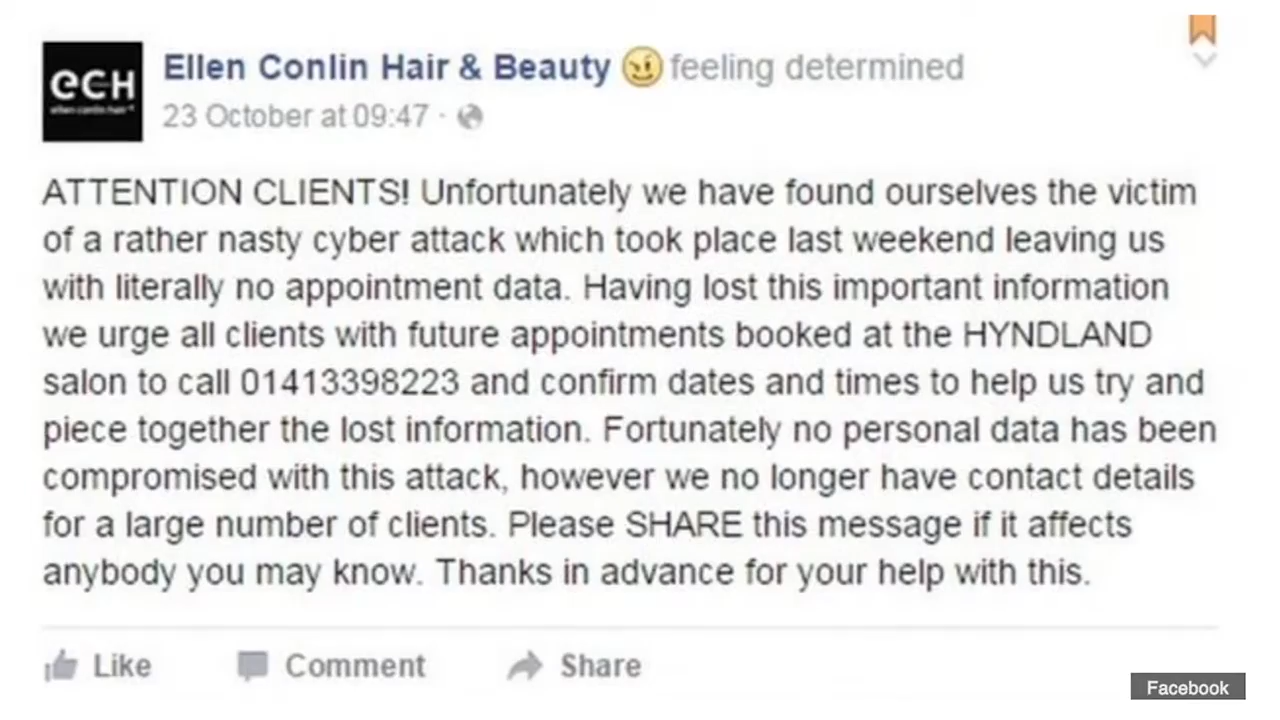 ecH
ellen conlin hair
Ellen Conlin Hair & Beauty feeling determined
23 October at 09:47 ·
ATTENTION CLIENTS! Unfortunately we have found ourselves the victim
of a rather nasty cyber attack which took place last weekend leaving us
with literally no appointment data. Having lost this important information
we urge all clients with future appointments booked at the HYNDLAND
salon to call 01413398223 and confirm dates and times to help us try and
piece together the lost information. Fortunately no personal data has been
compromised with this attack, however we no longer have contact details
for a large number of clients. Please SHARE this message if it affects
anybody you may know. Thanks in advance for your help with this.
Like Comment Share
Facebook